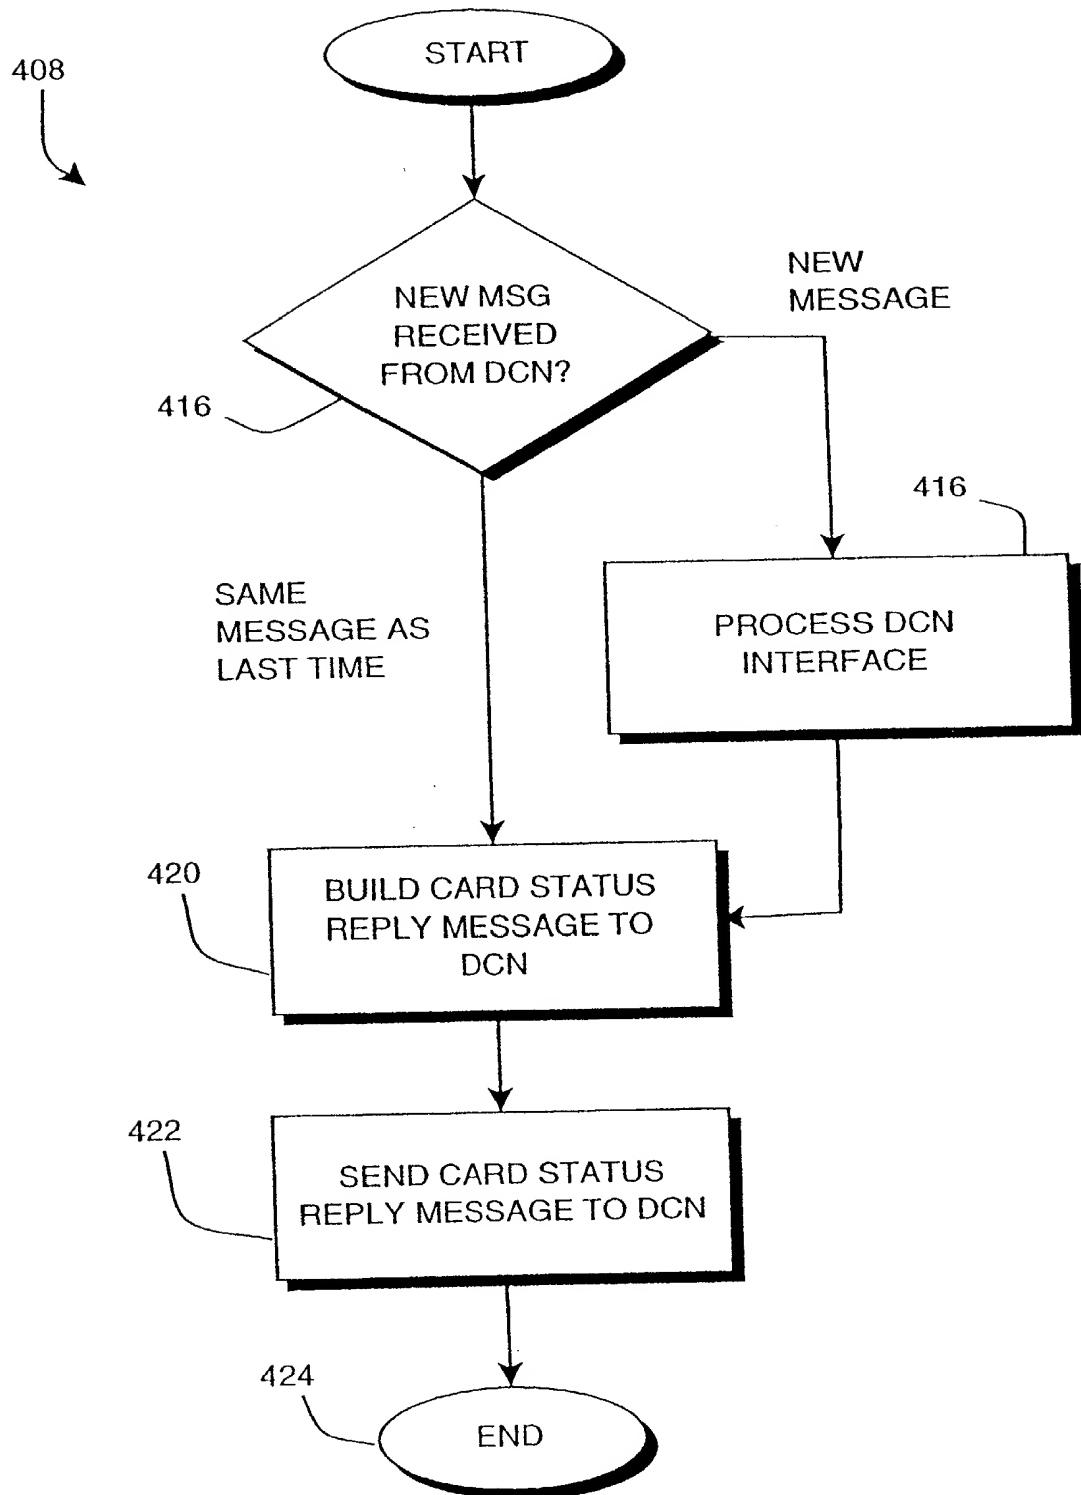 START
408
NEW MSG
RECEIVED
FROM DCN?
NEW
MESSAGE
416
416
SAME
MESSAGE AS
LAST TIME
PROCESS DCN
INTERFACE
420
BUILD CARD STATUS
REPLY MESSAGE TO
DCN
422
SEND CARD STATUS
REPLY MESSAGE TO DCN
424
END